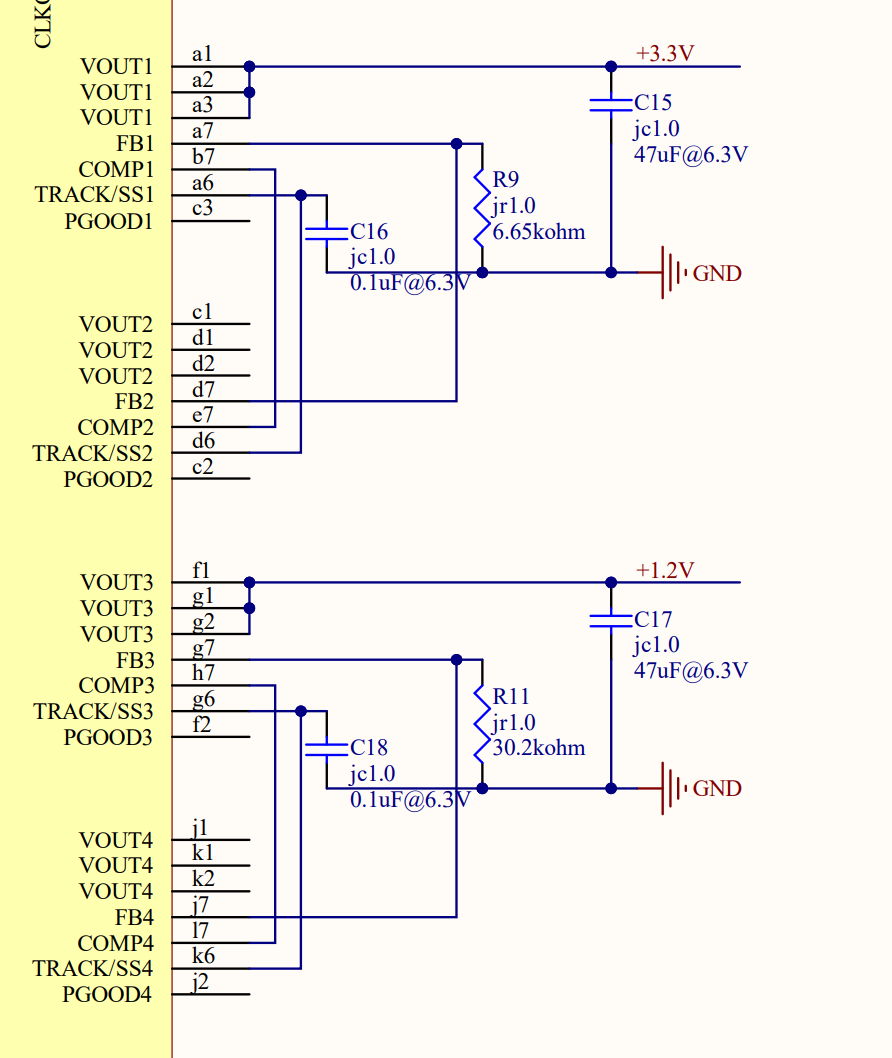 CLK
VOUT1 a1 +3.3V
VOUT1 a2
VOUT1 a3 C15
FB1 a7 jc1.0
COMP1 b7 47uF@6.3V
TRACK/SS1 a6 R9
PGOOD1 c3 jr1.0
C16 6.65kohm
jc1.0
0.1uF@6.3V GND
VOUT2 c1
VOUT2 d1
VOUT2 d2
FB2 d7
COMP2 e7
TRACK/SS2 d6
PGOOD2 c2
VOUT3 f1 +1.2V
VOUT3 g1
VOUT3 g2 C17
FB3 g7 jc1.0
COMP3 h7 47uF@6.3V
TRACK/SS3 g6 R11
PGOOD3 f2 jr1.0
C18 30.2kohm
jc1.0
0.1uF@6.3V GND
VOUT4 j1
VOUT4 k1
VOUT4 k2
FB4 j7
COMP4 l7
TRACK/SS4 k6
PGOOD4 j2